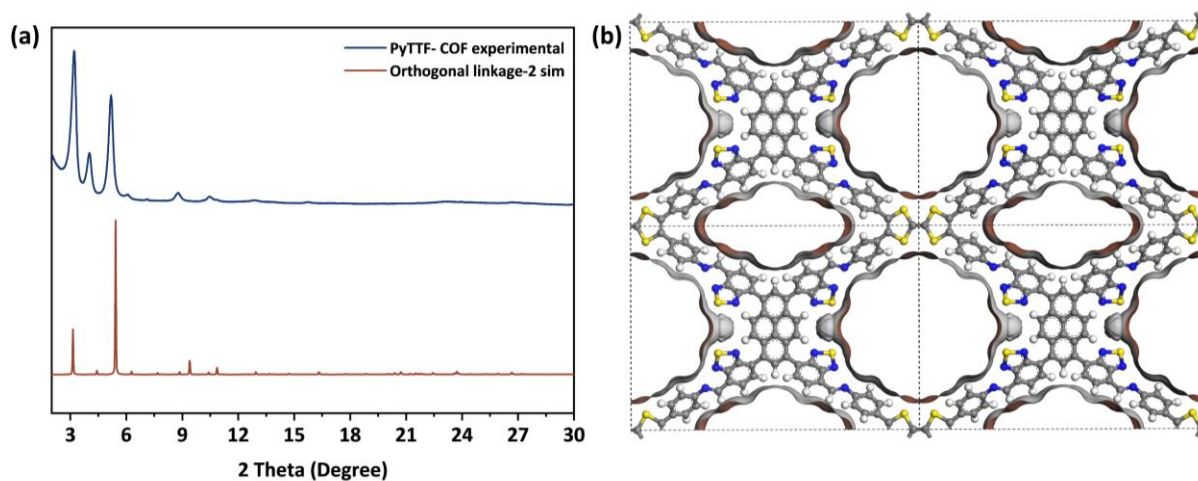 (a)
PyTTF- COF experimental
Orthogonal linkage-2 sim
3 6 9 12 15 18 21 24 27 30
2 Theta (Degree)
(b)